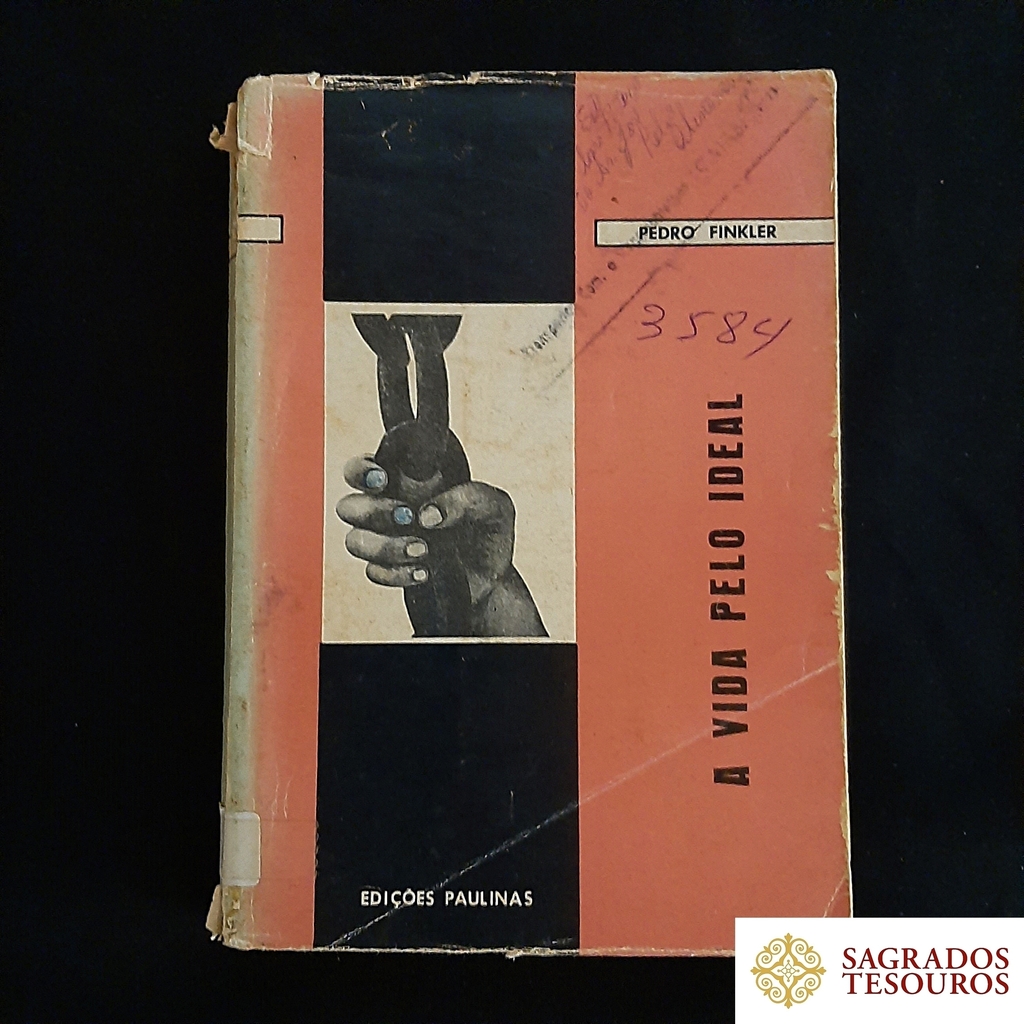 PEDRO FINKLER
3584
A VIDA PELO IDEAL
EDIÇÕES PAULINAS
SAGRADOS
TESOUROS